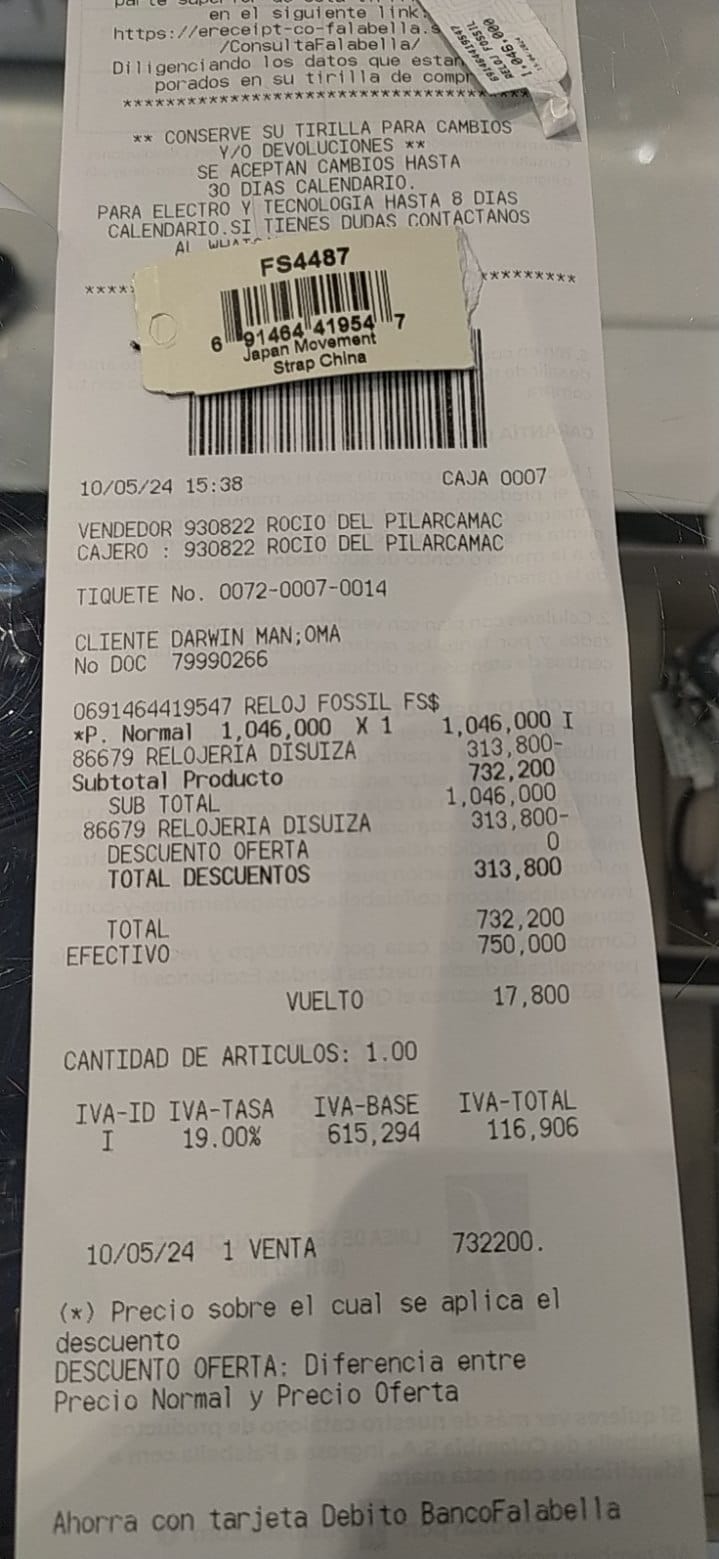 en el siguiente link:
https://ereceipt-co-falabella.s
/ConsultaFalabella/
Diligenciando los datos que estan
porados en su tirilla de compr
691464419547
RELOJ FOSSIL
1,046,000
** CONSERVE SU TIRILLA PARA CAMBIOS
Y/O DEVOLUCIONES **
SE ACEPTAN CAMBIOS HASTA
30 DIAS CALENDARIO.
PARA ELECTRO Y TECNOLOGIA HASTA 8 DIAS
CALENDARIO.SI TIENES DUDAS CONTACTANOS
AL
FS4487
6 91464 41954 7
Japan Movement
Strap China
10/05/24 15:38 CAJA 0007
VENDEDOR 930822 ROCIO DEL PILARCAMAC
CAJERO : 930822 ROCIO DEL PILARCAMAC
TIQUETE No. 0072-0007-0014
CLIENTE DARWIN MAN;OMA
No DOC 79990266
0691464419547 RELOJ FOSSIL FS$
*P. Normal 1,046,000 X 1 1,046,000 I
86679 RELOJERIA DISUIZA 313,800-
Subtotal Producto 732,200
SUB TOTAL 1,046,000
86679 RELOJERIA DISUIZA 313,800-
DESCUENTO OFERTA 0
TOTAL DESCUENTOS 313,800
TOTAL 732,200
EFECTIVO 750,000
VUELTO 17,800
CANTIDAD DE ARTICULOS: 1.00
IVA-ID IVA-TASA IVA-BASE IVA-TOTAL
I 19.00% 615,294 116,906
10/05/24 1 VENTA 732200.
(*) Precio sobre el cual se aplica el
descuento
DESCUENTO OFERTA: Diferencia entre
Precio Normal y Precio Oferta
Ahorra con tarjeta Debito BancoFalabella